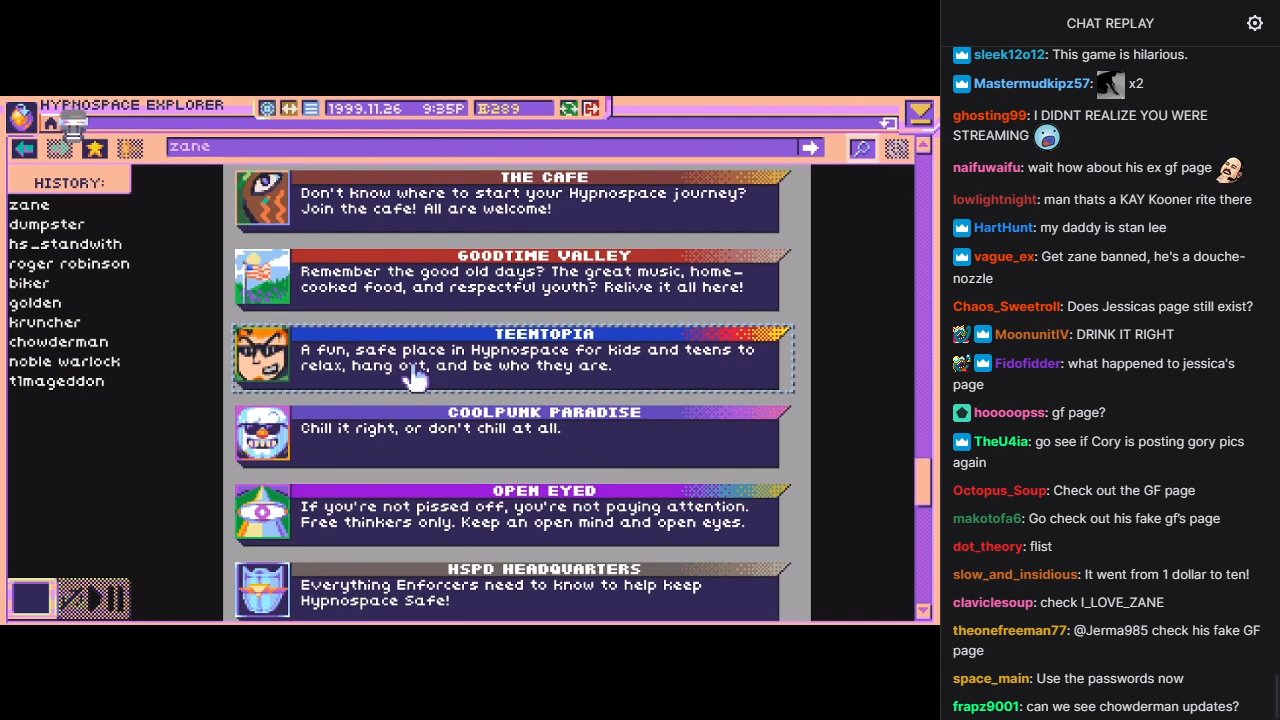 HYPNOSPACE EXPLORER
1999.11.26 9:35P
289
zane
HISTORY:
zane
dumpster
hs_standwith
roger robinson
biker
golden
kruncher
chowderman
noble warlock
t1mageddon
THE CAFE
Don't know where to start your Hypnospace journey?
Join the cafe! All are welcome!
GOODTIME VALLEY
Remember the good old days? The great music, home-
cooked food, and respectful youth? Relive it all here!
TEENTOPIA
A fun, safe place in Hypnospace for kids and teens to
relax, hang out, and be who they are.
COOLPUNK PARADISE
Chill it right, or don't chill at all.
OPEN EYED
If you're not pissed off, you're not paying attention.
Free thinkers only. Keep an open mind and open eyes.
HSPD HEADQUARTERS
Everything Enforcers need to know to help keep
Hypnospace Safe!
CHAT REPLAY
sleek12o12: This game is hilarious.
Mastermudkipz57: x2
ghosting99: I DIDNT REALIZE YOU WERE
STREAMING
naifuwaifu: wait how about his ex gf page
lowlightnight: man thats a KAY Kooner rite there
HartHunt: my daddy is stan lee
vague_ex: Get zane banned, he's a douche-
nozzle
Chaos_Sweetroll: Does Jessicas page still exist?
MoonunitIV: DRINK IT RIGHT
Fidofidder: what happened to jessica's
page
hooooopss: gf page?
TheU4ia: go see if Cory is posting gory pics
again
Octopus_Soup: Check out the GF page
makotofa6: Go check out his fake gf's page
dot_theory: flist
slow_and_insidious: It went from 1 dollar to ten!
claviclesoup: check I_LOVE_ZANE
theonefreeman77: @Jerma985 check his fake GF
page
space_main: Use the passwords now
frapz9001: can we see chowderman updates?